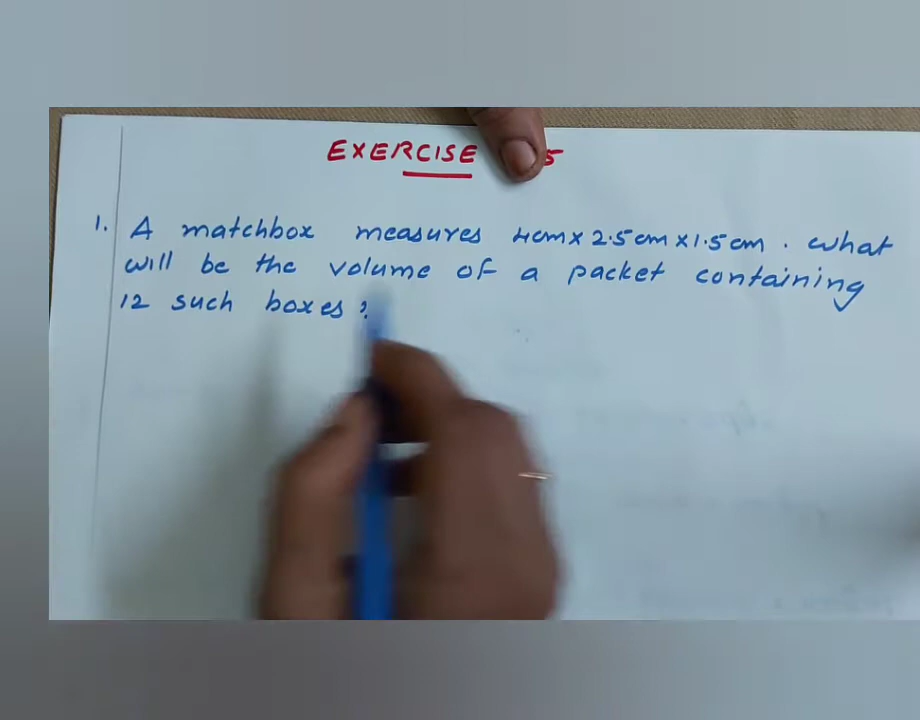 EXERCISE 5
1. A matchbox measures 4cm x 2.5cm x 1.5cm. what
will be the volume of a packet containing
12 such boxes?